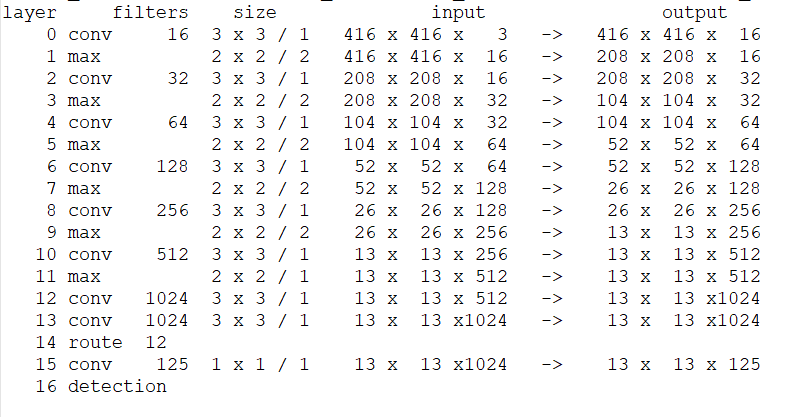 layer     filters    size              input                output
    0 conv     16  3 x 3 / 1   416 x 416 x   3   ->   416 x 416 x  16
    1 max          2 x 2 / 2   416 x 416 x  16   ->   208 x 208 x  16
    2 conv     32  3 x 3 / 1   208 x 208 x  16   ->   208 x 208 x  32
    3 max          2 x 2 / 2   208 x 208 x  32   ->   104 x 104 x  32
    4 conv     64  3 x 3 / 1   104 x 104 x  32   ->   104 x 104 x  64
    5 max          2 x 2 / 2   104 x 104 x  64   ->    52 x  52 x  64
    6 conv    128  3 x 3 / 1    52 x  52 x  64   ->    52 x  52 x 128
    7 max          2 x 2 / 2    52 x  52 x 128   ->    26 x  26 x 128
    8 conv    256  3 x 3 / 1    26 x  26 x 128   ->    26 x  26 x 256
    9 max          2 x 2 / 2    26 x  26 x 256   ->    13 x  13 x 256
   10 conv    512  3 x 3 / 1    13 x  13 x 256   ->    13 x  13 x 512
   11 max          2 x 2 / 1    13 x  13 x 512   ->    13 x  13 x 512
   12 conv   1024  3 x 3 / 1    13 x  13 x 512   ->    13 x  13 x1024
   13 conv   1024  3 x 3 / 1    13 x  13 x1024   ->    13 x  13 x1024
   14 route  12
   15 conv    125  1 x 1 / 1    13 x  13 x1024   ->    13 x  13 x 125
   16 detection